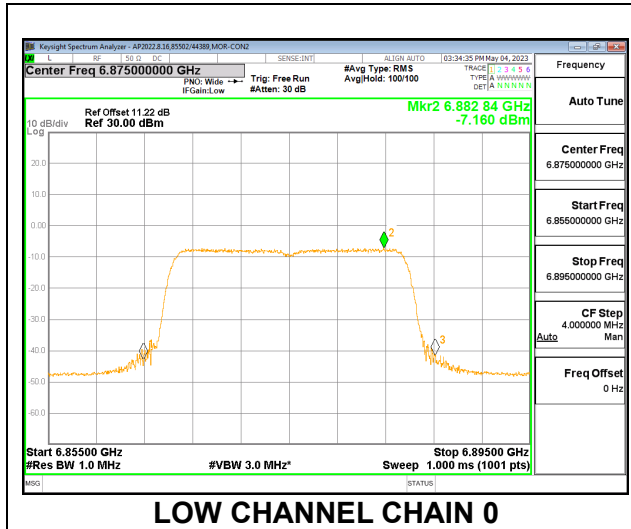 Keysight Spectrum Analyzer - AP2022.8.16,85502/44389,MOR-CON2
L RF 50 Ω DC SENSE:INT ALIGN AUTO 03:34:35 PM May 04, 2023
Center Freq 6.875000000 GHz
PNO: Wide
IFGain:Low
Trig: Free Run
#Atten: 30 dB
#Avg Type: RMS
Avg|Hold: 100/100
TRACE 1 2 3 4 5 6
TYPE A WWWWW
DET A N N N N N
Frequency
Ref Offset 11.22 dB
10 dB/div Ref 30.00 dBm
Log
Mkr2 6.882 84 GHz
-7.160 dBm
20.0
10.0
0.00
-10.0
-20.0
-30.0
-40.0
-50.0
-60.0
2
3
Start 6.85500 GHz Stop 6.89500 GHz
#Res BW 1.0 MHz #VBW 3.0 MHz* Sweep 1.000 ms (1001 pts)
MSG STATUS
Auto Tune
Center Freq
6.875000000 GHz
Start Freq
6.855000000 GHz
Stop Freq
6.895000000 GHz
CF Step
4.000000 MHz
Auto Man
Freq Offset
0 Hz
LOW CHANNEL CHAIN 0